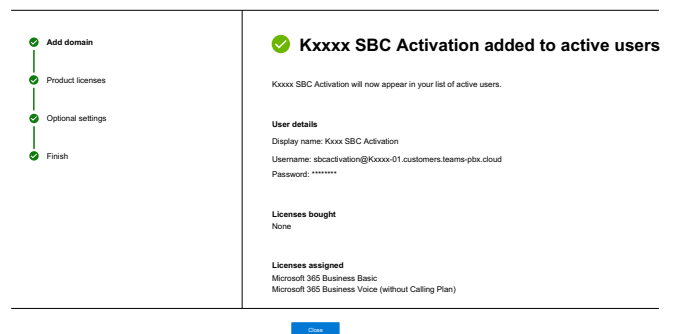 Add domain
Product licenses
Optional settings
Finish
Kxxxx SBC Activation added to active users
Kxxxx SBC Activation will now appear in your list of active users.
User details
Display name: Kxxx SBC Activation
Username: sbcactivation@Kxxxx-01.customers.teams-pbx.cloud
Password: ********
Licenses bought
None
Licenses assigned
Microsoft 365 Business Basic
Microsoft 365 Business Voice (without Calling Plan)
Close